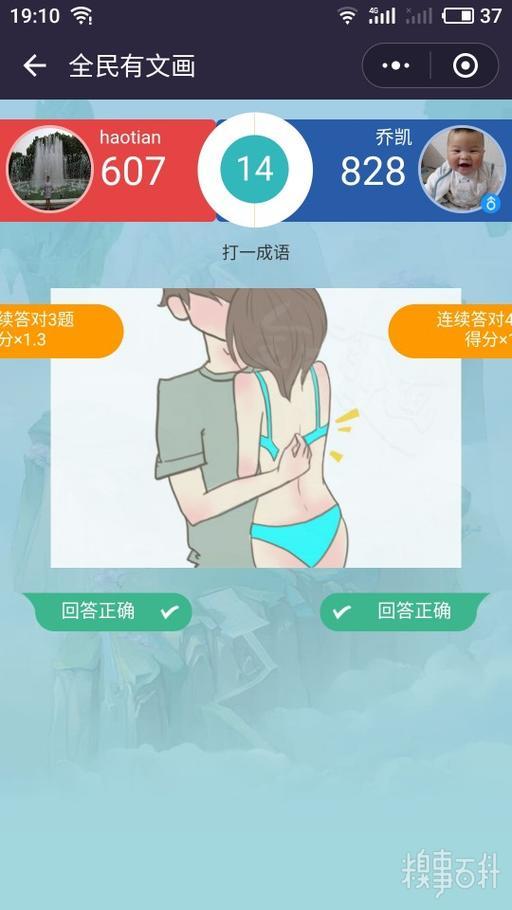 19:10
4G
37
全民有文画
haotian
607
14
乔凯
828
打一成语
续答对3题
分×1.3
连续答对4
得分×1
回答正确
回答正确
糗事百科